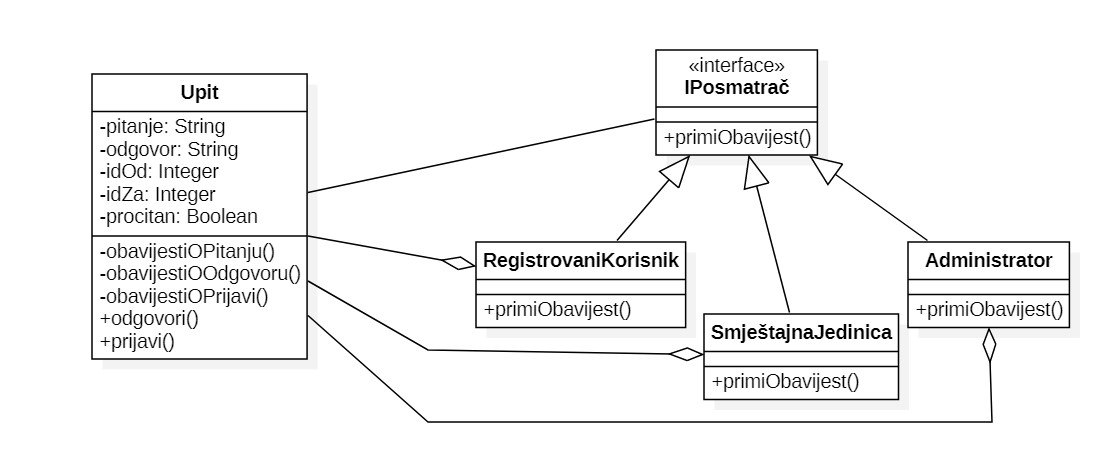 Upit
-pitanje: String
-odgovor: String
-idOd: Integer
-idZa: Integer
-procitan: Boolean
-obavijestiOPitanju()
-obavijestiOOdgovoru()
-obavijestiOPrijavi()
+odgovori()
+prijavi()
«interface»
IPosmatrač
+primiObavijest()
RegistrovaniKorisnik
+primiObavijest()
SmještajnaJedinica
+primiObavijest()
Administrator
+primiObavijest()